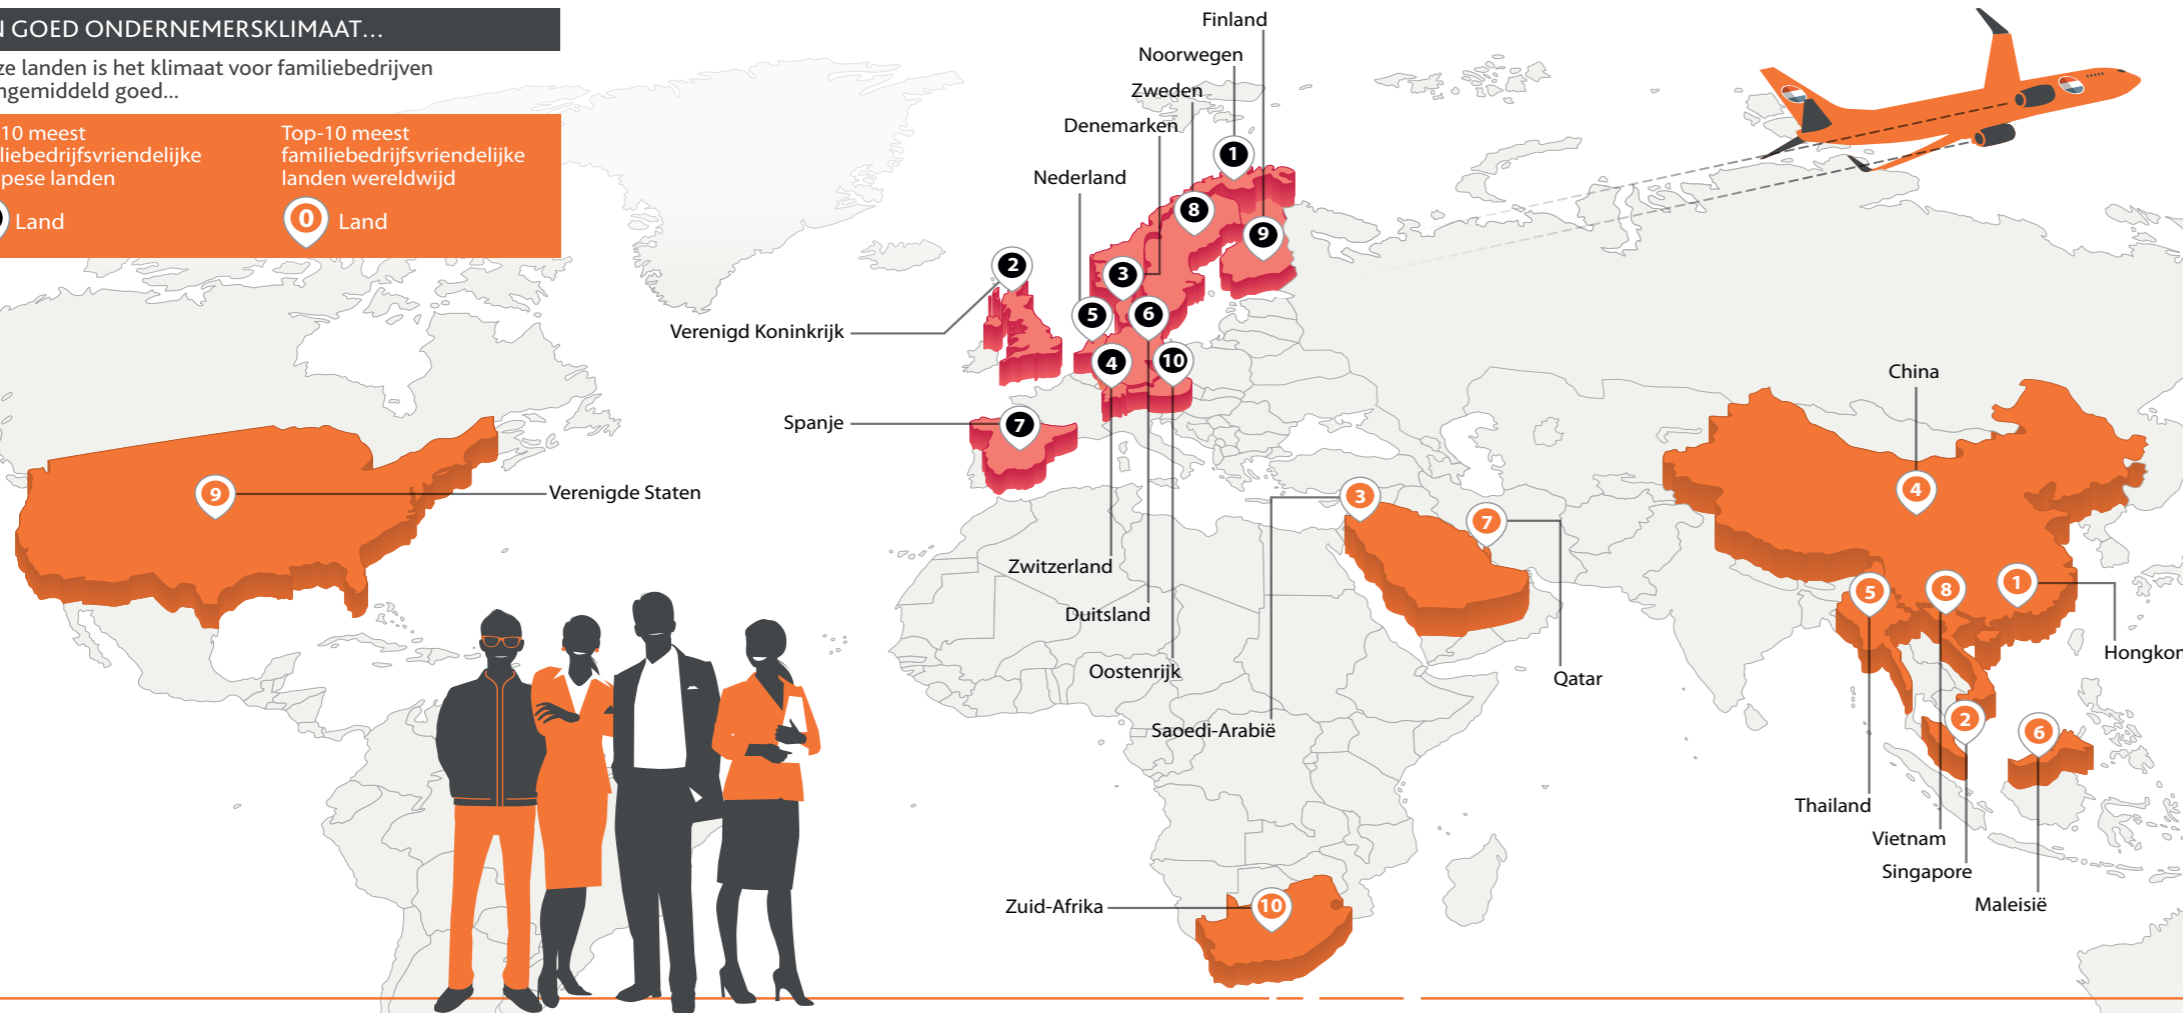 N GOED ONDERNEMERSKLIMAAT...
ze landen is het klimaat voor familiebedrijven
ngemiddeld goed...
10 meest
liebedrijfsvriendelijke
pese landen
Land
Top-10 meest
familiebedrijfsvriendelijke
landen wereldwijd
0 Land
Finland
Noorwegen
Zweden
Denemarken
Nederland
1
8
9
2
3
5
6
4
10
7
Verenigd Koninkrijk
Spanje
Zwitzerland
Duitsland
Oostenrijk
9
Verenigde Staten
3
Saoedi-Arabië
7
Qatar
China
4
5
8
1
Hongkon
2
6
Thailand
Vietnam
Singapore
Maleisië
Zuid-Afrika
10